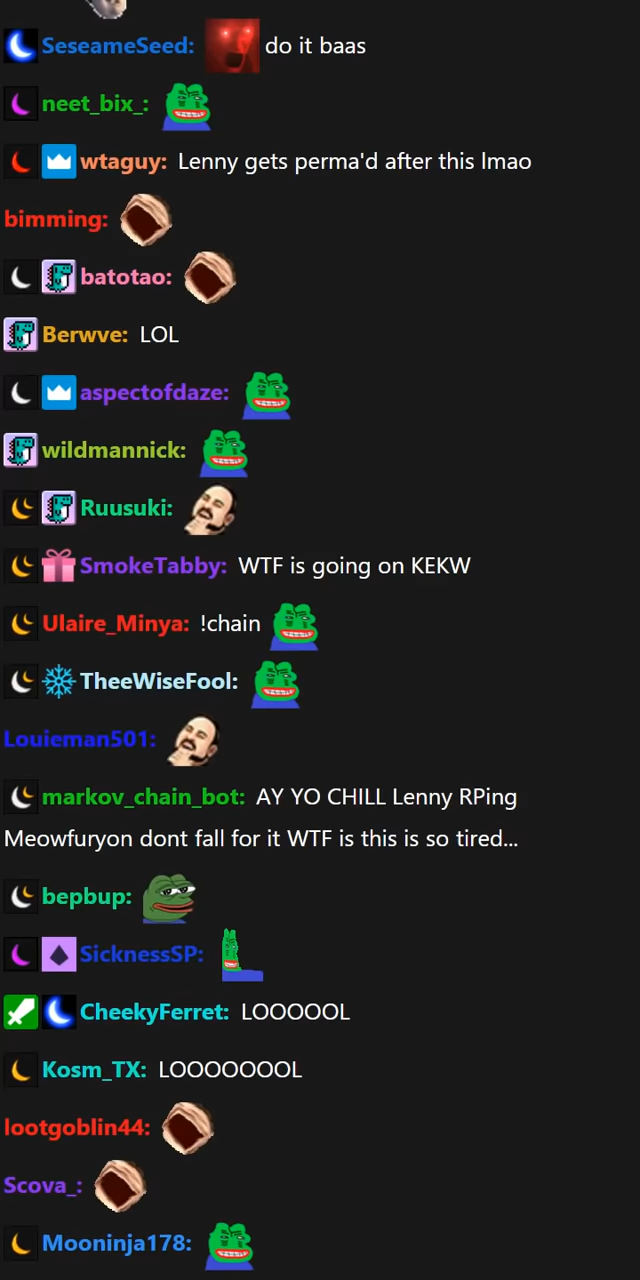 SeseameSeed: do it baas
neet_bix_:
wtaguy: Lenny gets perma'd after this lmao
bimming:
batotao:
Berwve: LOL
aspectofdaze:
wildmannick:
Ruusuki:
SmokeTabby: WTF is going on KEKW
Ulaire_Minya: !chain
TheeWiseFool:
Louieman501:
markov_chain_bot: AY YO CHILL Lenny RPing
Meowfuryon dont fall for it WTF is this is so tired...
bepbup:
SicknessSP:
CheekyFerret: LOOOOOL
Kosm_TX: LOOOOOOOL
lootgoblin44:
Scova_:
Mooninja178: